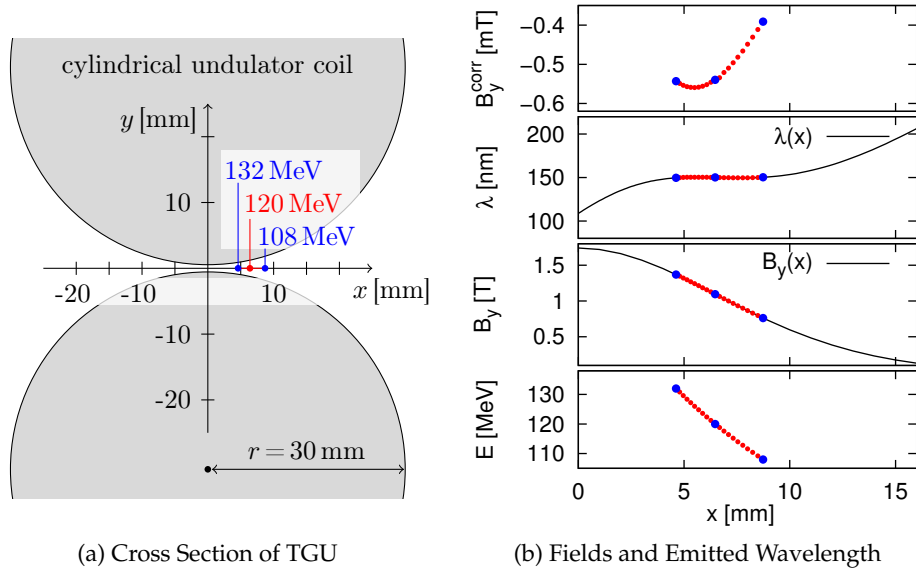 cylindrical undulator coil
y [mm]
132 MeV
120 MeV
108 MeV
10
-20
-10
10
x [mm]
-10
-20
r = 30 mm
(a) Cross Section of TGU
B_y^corr [mT]
−0.4
−0.5
−0.6
λ [nm]
200
150
100
λ(x)
B_y [T]
1.5
1
0.5
B_y(x)
E [MeV]
130
120
110
0
5
10
15
x [mm]
(b) Fields and Emitted Wavelength